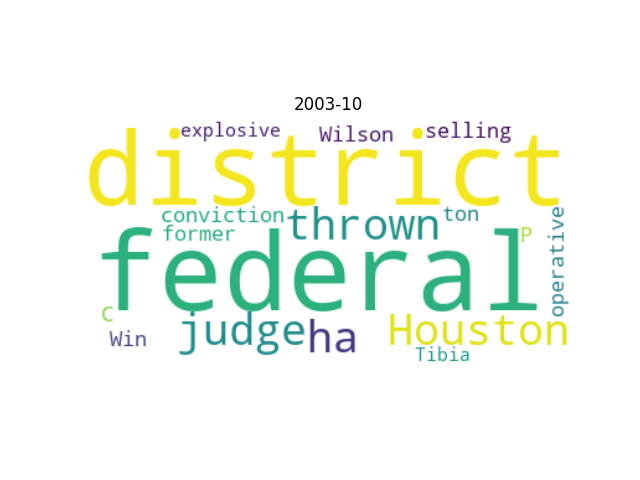 2003-10
explosive Wilson selling
district
conviction thrown ton
former P operative
federal
C judge ha Houston
Win Tibia